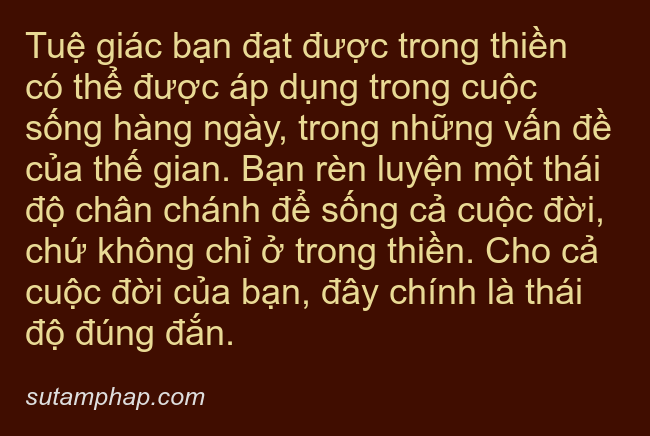 Tuệ giác bạn đạt được trong thiền
có thể được áp dụng trong cuộc
sống hàng ngày, trong những vấn đề
của thế gian. Bạn rèn luyện một thái
độ chân chánh để sống cả cuộc đời,
chứ không chỉ ở trong thiền. Cho cả
cuộc đời của bạn, đây chính là thái
độ đúng đắn.
sutamphap.com